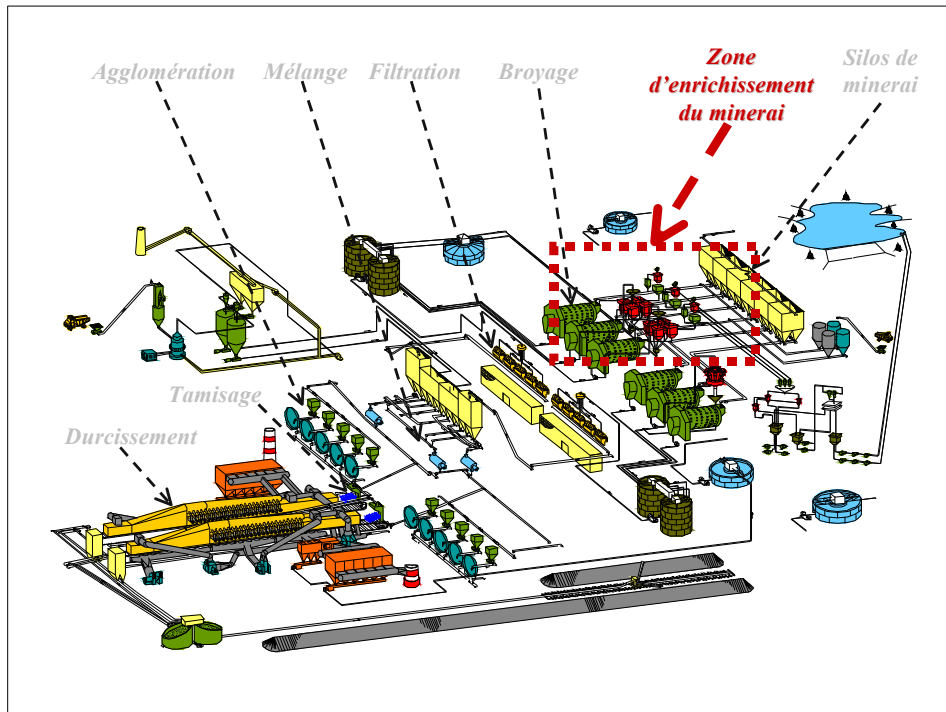 Agglomération
Mélange
Filtration
Broyage
Zone
d'enrichissement
du minerai
Silos de
minerai
Tamisage
Durcissement